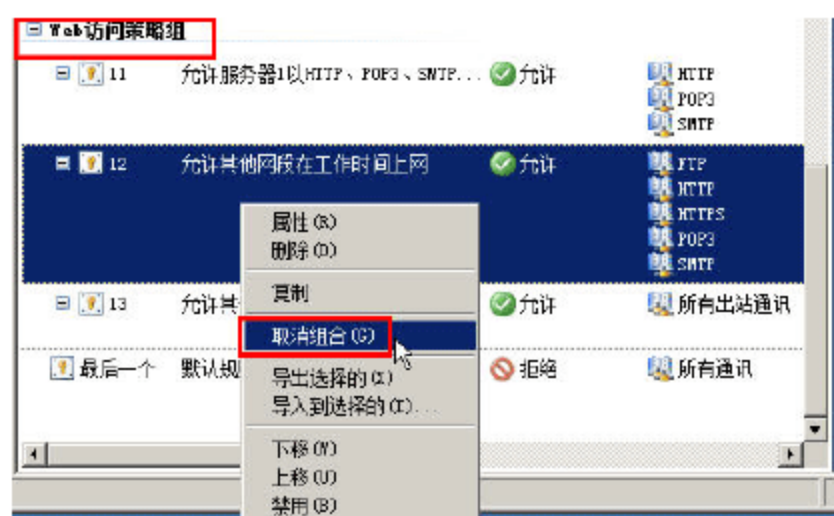 Web访问策略组
11 允许服务器1以HTTP、POP3、SMTP... 允许 HTTP
POP3
SMTP
12 允许其他网段在工作时间上网 允许 FTP
HTTP
HTTPS
POP3
SMTP
属性(R)
删除(D)
复制
13 允许其 允许 所有出站通讯
取消组合(G)
最后一个 默认规 拒绝 所有通讯
导出选择的(X)
导入到选择的(I)...
下移(W)
上移(U)
禁用(B)